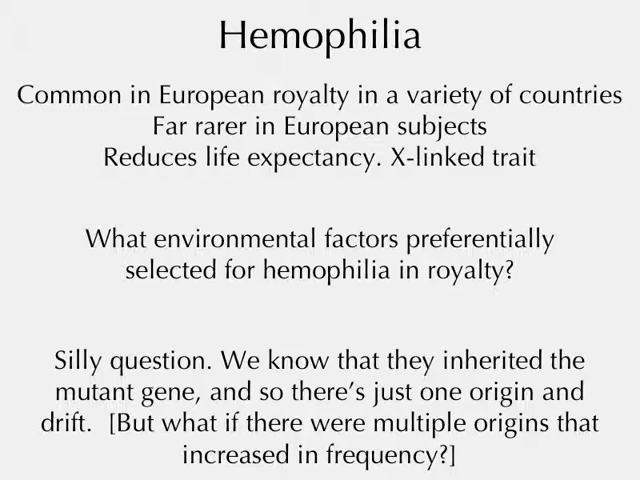 Hemophilia
Common in European royalty in a variety of countries
Far rarer in European subjects
Reduces life expectancy. X-linked trait
What environmental factors preferentially
selected for hemophilia in royalty?
Silly question. We know that they inherited the
mutant gene, and so there’s just one origin and
drift.  [But what if there were multiple origins that
increased in frequency?]